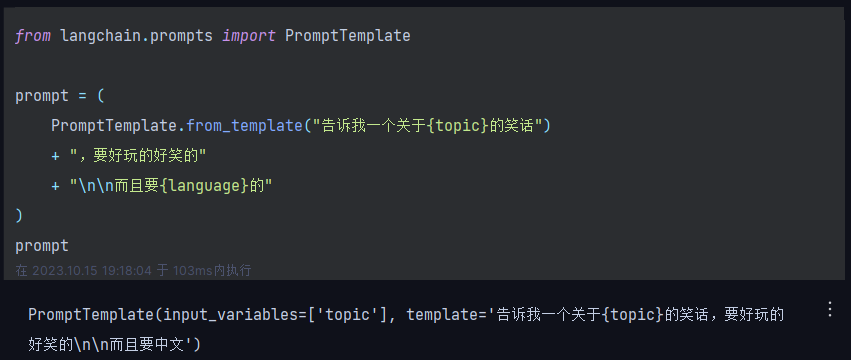 from langchain.prompts import PromptTemplate
prompt = (
PromptTemplate.from_template("告诉我一个关于{topic}的笑话")
+ "，要好玩的好笑的"
+ "\n\n而且要{language}的"
)
prompt
在 2023.10.15 19:18:04 于 103ms内执行
PromptTemplate(input_variables=['topic'], template='告诉我一个关于{topic}的笑话，要好玩的
好笑的\n\n而且要中文')